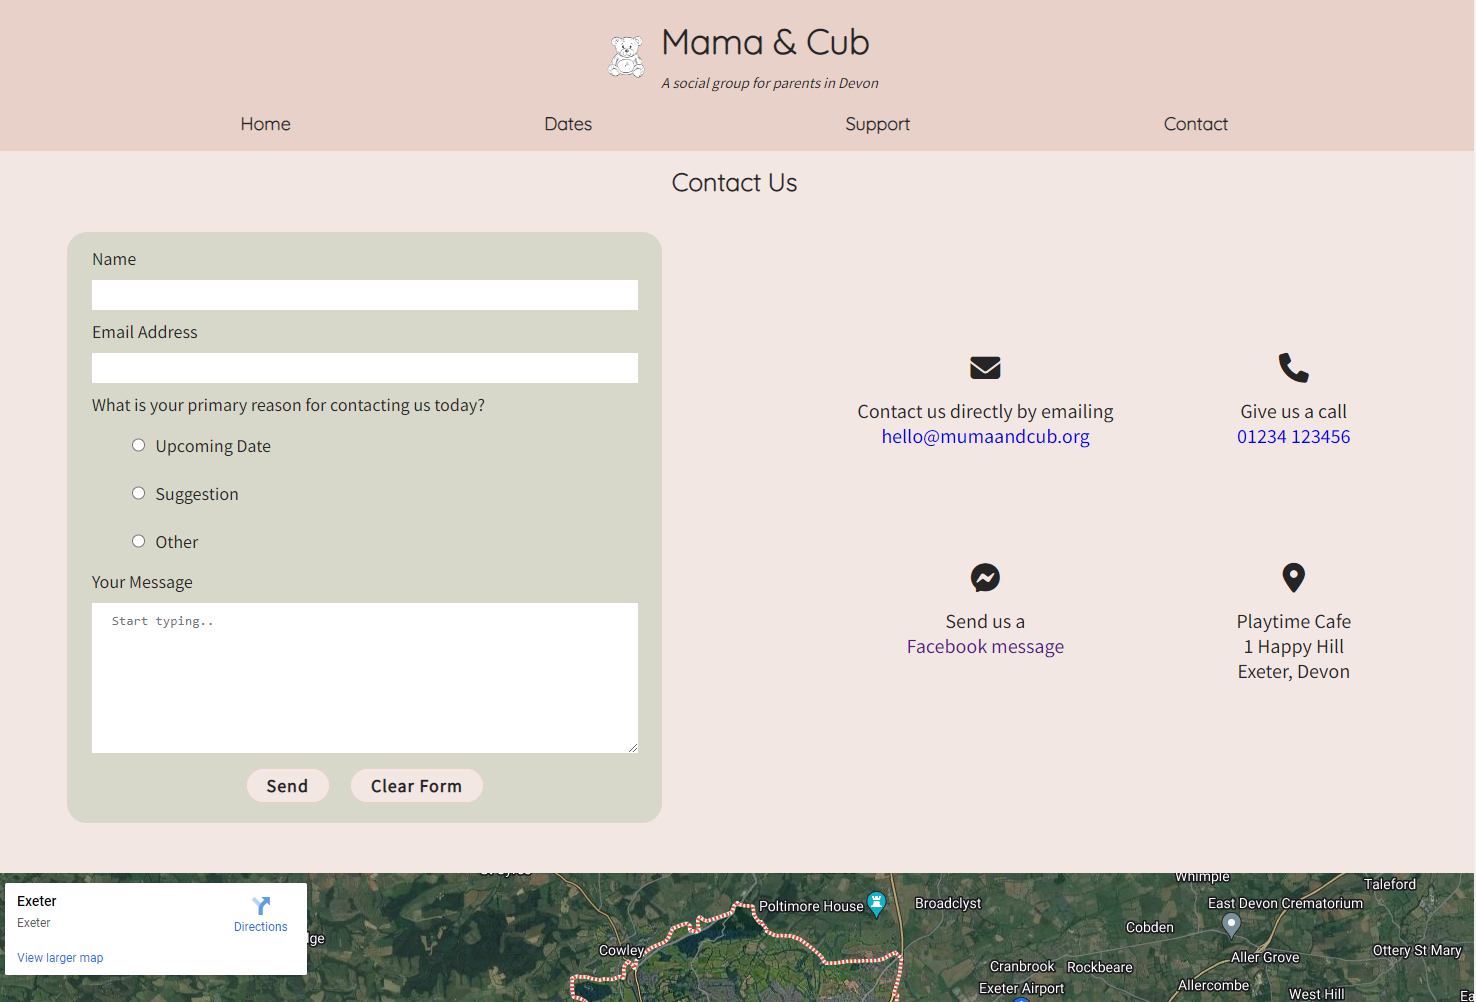 Mama & Cub
A social group for parents in Devon
Home
Dates
Support
Contact
Contact Us
Name
Email Address
What is your primary reason for contacting us today?
Upcoming Date
Suggestion
Other
Your Message
Start typing..
Send
Clear Form
Contact us directly by emailing
hello@mumaandcub.org
Give us a call
01234 123456
Send us a
Facebook message
Playtime Cafe
1 Happy Hill
Exeter, Devon
Exeter
Exeter
Directions
View larger map
Whimple
Taleford
Poltimore House
Broadclyst
East Devon Crematorium
Cobden
Cowley
Aller Grove
Ottery St Mary
Cranbrook
Rockbeare
Exeter Airport
Allercombe
West Hill